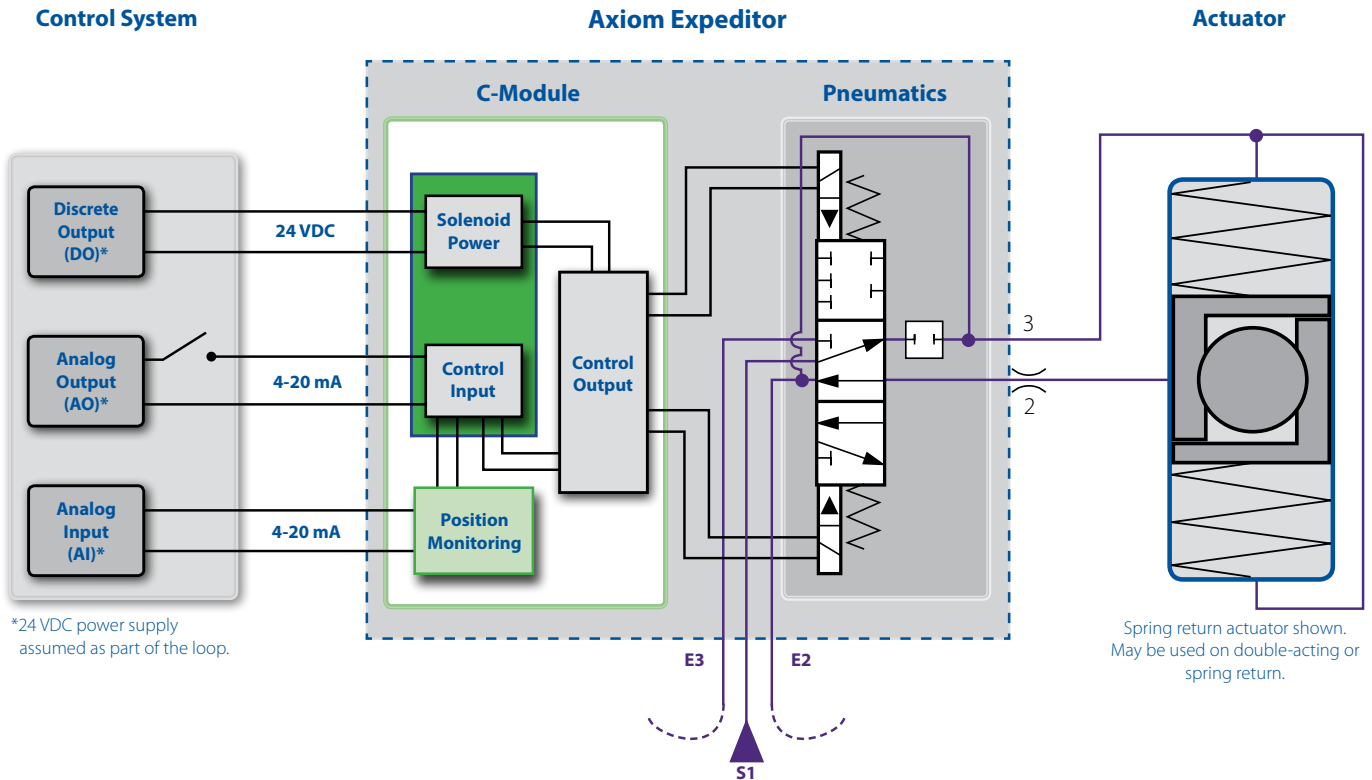 Control System
Axiom Expeditor
Actuator
C-Module
Pneumatics
Discrete
Output
(DO)*
24 VDC
Solenoid
Power
Analog
Output
(AO)*
4-20 mA
Control
Input
Control
Output
3
2
Analog
Input
(AI)*
4-20 mA
Position
Monitoring
*24 VDC power supply
assumed as part of the loop.
E3
E2
S1
Spring return actuator shown.
May be used on double-acting or
spring return.